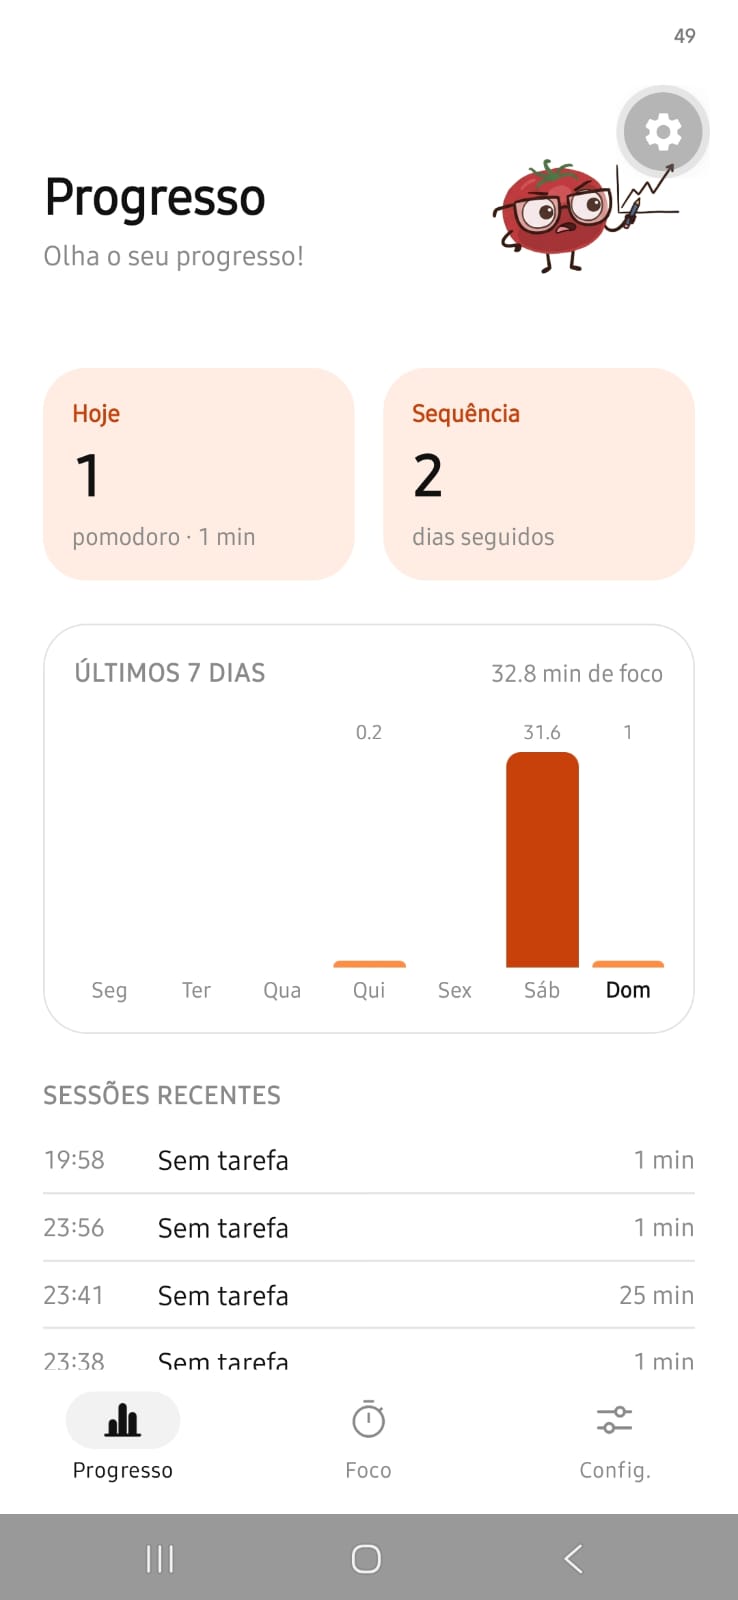 49
Progresso
Olha o seu progresso!
Hoje
1
pomodoro · 1 min
Sequência
2
dias seguidos
ÚLTIMOS 7 DIAS
32.8 min de foco
0.2
31.6
1
Seg Ter Qua Qui Sex Sáb Dom
SESSÕES RECENTES
19:58 Sem tarefa 1 min
23:56 Sem tarefa 1 min
23:41 Sem tarefa 25 min
23:38 Sem tarefa 1 min
Progresso Foco Config.